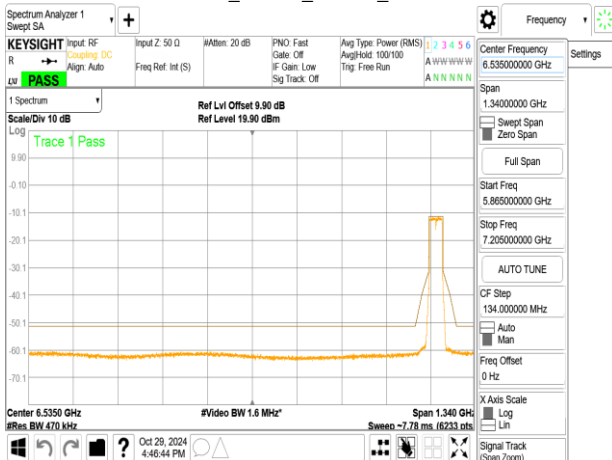 Spectrum Analyzer 1
Swept SA
Frequency
KEYSIGHT
R
PASS
Input: RF
Coupling: DC
Align: Auto
Input Z: 50 Ω
Freq Ref: Int (S)
#Atten: 20 dB
PNO: Fast
Gate: Off
IF Gain: Low
Sig Track: Off
Avg Type: Power (RMS)
Avg|Hold: 100/100
Trig: Free Run
1 2 3 4 5 6
A W W W W W
A N N N N N
1 Spectrum
Scale/Div 10 dB
Ref Lvl Offset 9.90 dB
Ref Level 19.90 dBm
Log
Trace 1 Pass
9.90
-0.10
-10.1
-20.1
-30.1
-40.1
-50.1
-60.1
-70.1
Center 6.5350 GHz
#Video BW 1.6 MHz*
Span 1.340 GHz
#Res BW 470 kHz
Sweep ~7.78 ms (6233 pts
Oct 29, 2024
4:46:44 PM
Center Frequency
6.535000000 GHz
Settings
Span
1.34000000 GHz
Swept Span
Zero Span
Full Span
Start Freq
5.865000000 GHz
Stop Freq
7.205000000 GHz
AUTO TUNE
CF Step
134.000000 MHz
Auto
Man
Freq Offset
0 Hz
X Axis Scale
Log
Lin
Signal Track
(Span Zoom)